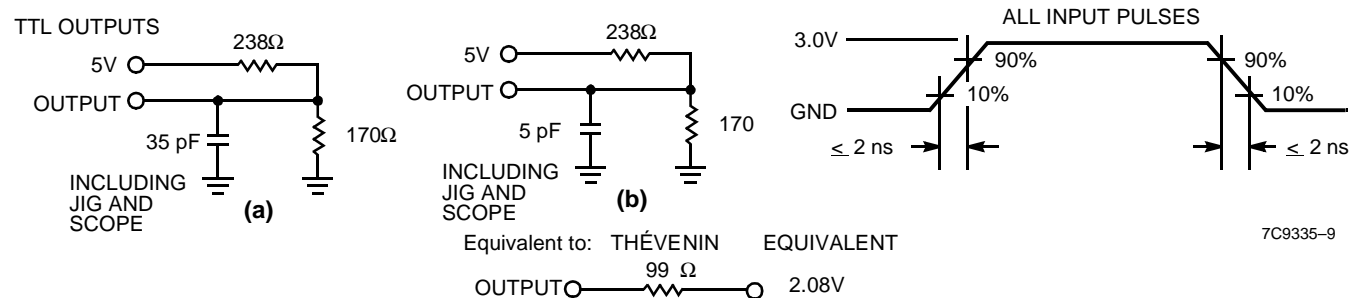 TTL OUTPUTS
5V
238Ω
OUTPUT
35 pF
170Ω
INCLUDING
JIG AND
SCOPE
(a)
5V
238Ω
OUTPUT
5 pF
170
INCLUDING
JIG AND
SCOPE
(b)
Equivalent to: THÉVENIN EQUIVALENT
OUTPUT
99 Ω
2.08V
ALL INPUT PULSES
3.0V
90%
10%
GND
90%
10%
≤ 2 ns
≤ 2 ns
7C9335–9